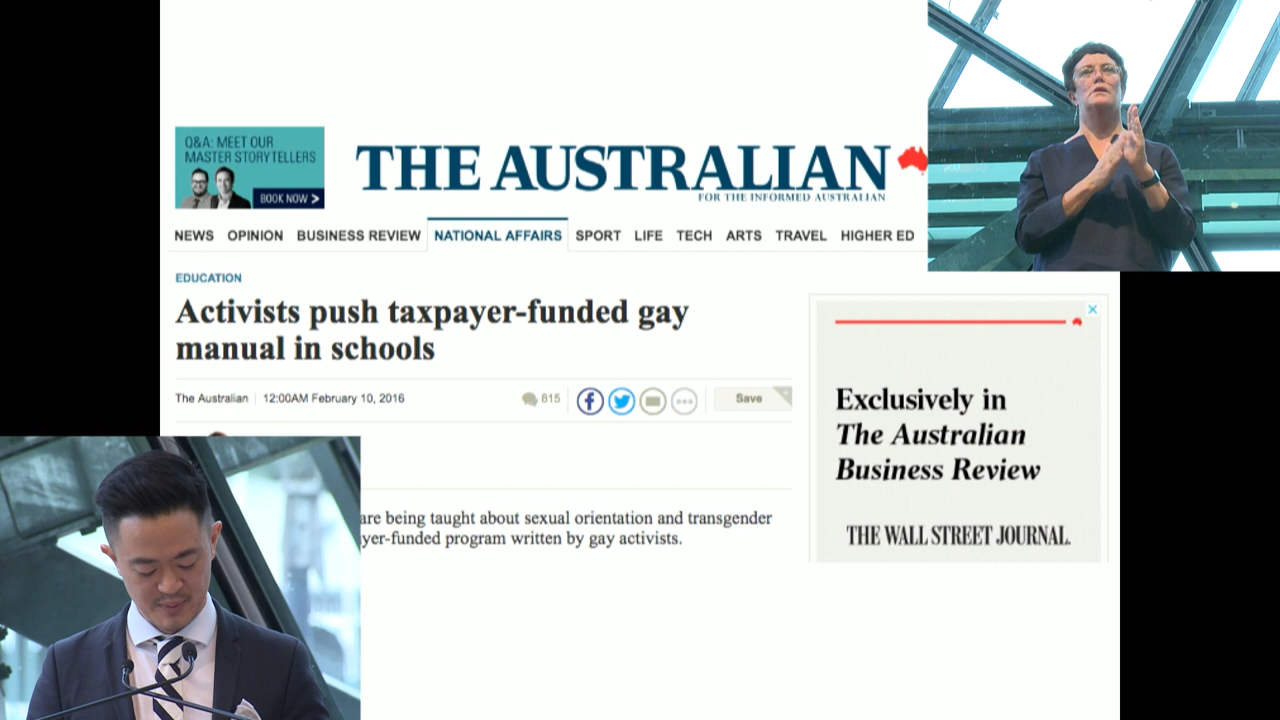 Q&A: MEET OUR
MASTER STORYTELLERS
BOOK NOW >
THE AUSTRALIAN
FOR THE INFORMED AUSTRALIAN
NEWS OPINION BUSINESS REVIEW NATIONAL AFFAIRS SPORT LIFE TECH ARTS TRAVEL HIGHER ED
EDUCATION
Activists push taxpayer-funded gay
manual in schools
The Australian 12:00AM February 10, 2016
815
Save
are being taught about sexual orientation and transgender
yer-funded program written by gay activists.
Exclusively in
The Australian
Business Review
THE WALL STREET JOURNAL.